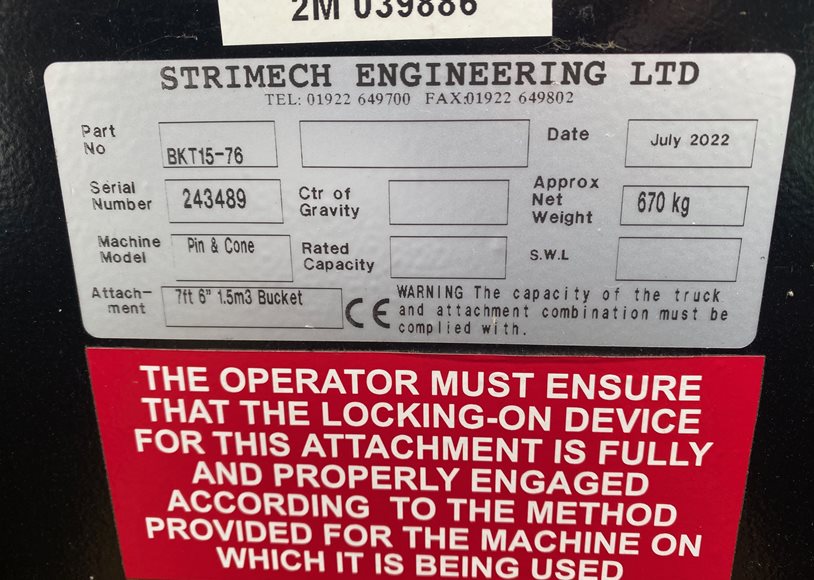 2M 039886
STRIMECH ENGINEERING LTD
TEL: 01922 649700 FAX:01922 649802
Part No
BKT15-76
Date
July 2022
Serial Number
243489
Ctr of Gravity
Approx Net Weight
670 kg
Machine Model
Pin & Cone
Rated Capacity
S.W.L
Attach-
ment
7ft 6" 1.5m3 Bucket
CE
WARNING The capacity of the truck
and attachment combination must be
complied with.
THE OPERATOR MUST ENSURE
THAT THE LOCKING-ON DEVICE
FOR THIS ATTACHMENT IS FULLY
AND PROPERLY ENGAGED
ACCORDING TO THE METHOD
PROVIDED FOR THE MACHINE ON
WHICH IT IS BEING USED